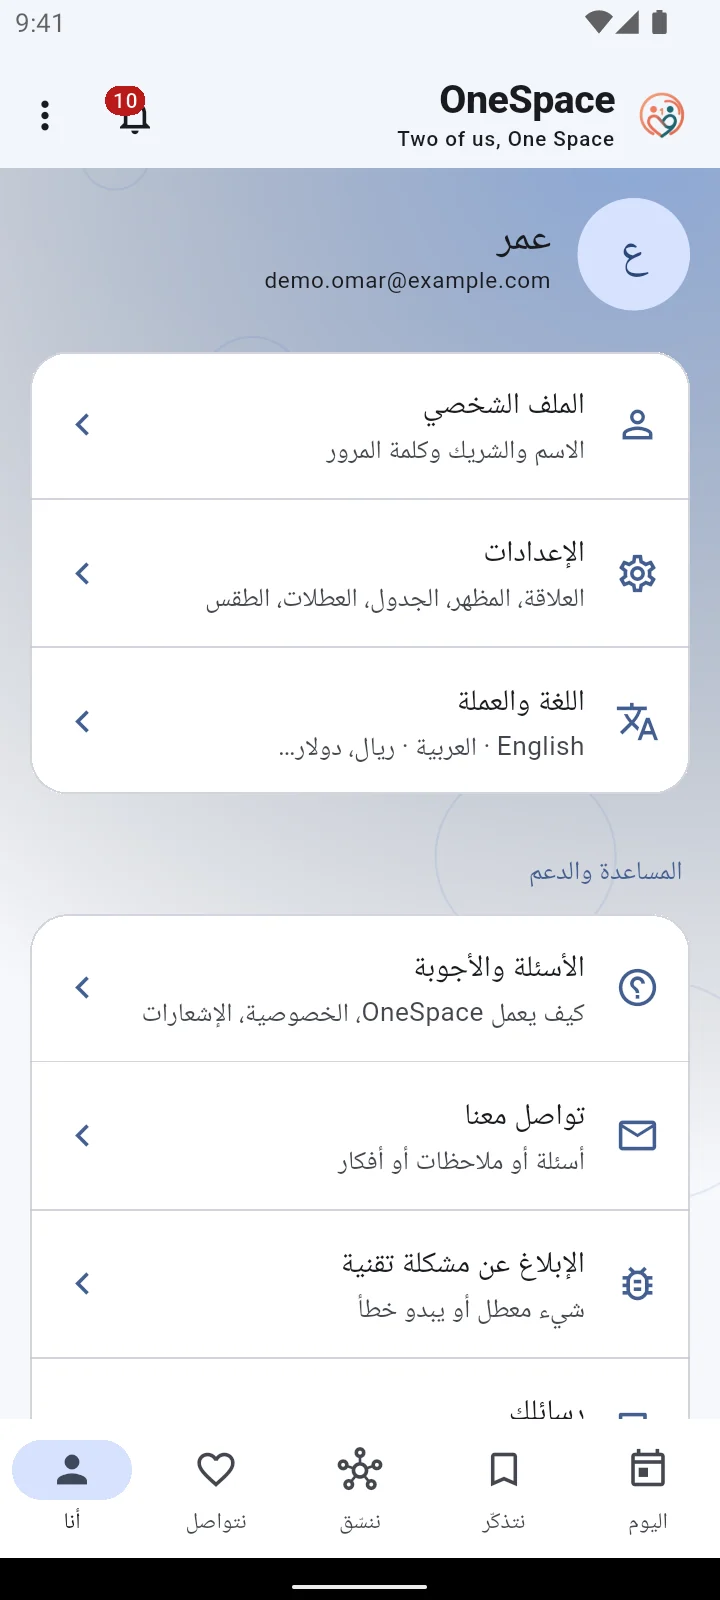 9:41
OneSpace
Two of us, One Space
10
عمر
ع
demo.omar@example.com
الملف الشخصي
الاسم والشريك وكلمة المرور
الإعدادات
العلاقة، المظهر، الجدول، العطلات، الطقس
اللغة والعملة
English · العربية · ريال، دولار...
المساعدة والدعم
الأسئلة والأجوبة
كيف يعمل OneSpace، الخصوصية، الإشعارات
تواصل معنا
أسئلة أو ملاحظات أو أفكار
الإبلاغ عن مشكلة تقنية
شيء معطل أو يبدو خطأ
رسائلك
اليوم
نتذكّر
ننسّق
نتواصل
أنا